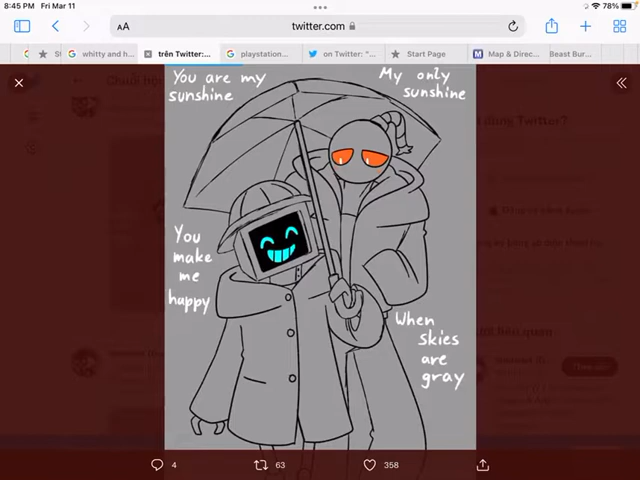 8:45 PM Fri Mar 11
78%
AA
twitter.com
whitty and h...
trên Twitter:...
playstation...
on Twitter: "...
Start Page
Map & Direc...
Beast Bur...
You are my
sunshine
My only
sunshine
You
make
me
happy
When
skies
are
gray
4
63
358